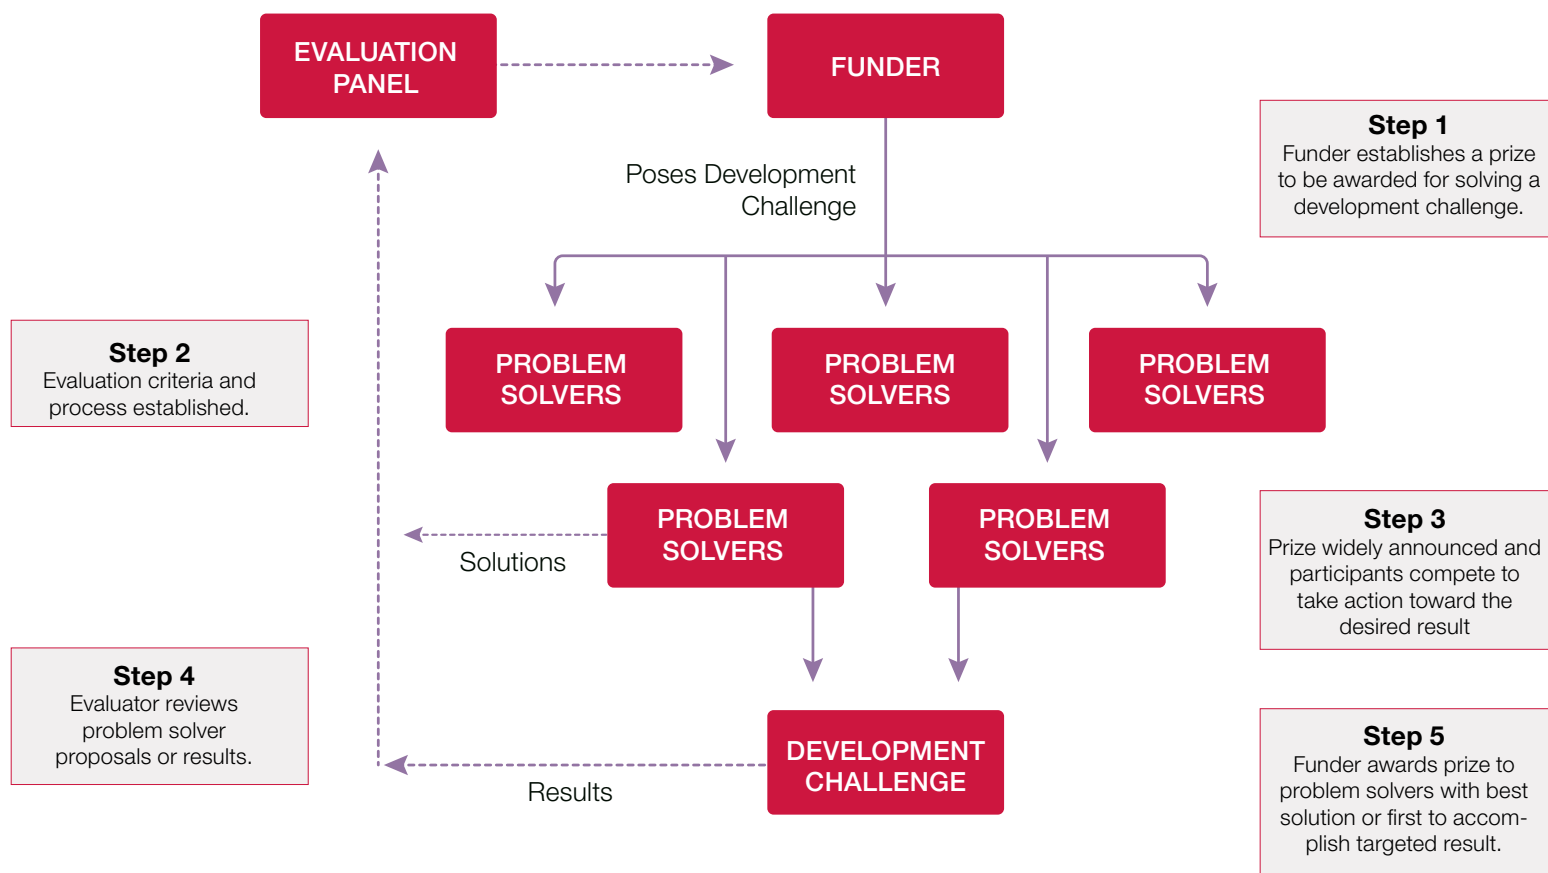 EVALUATION
PANEL
FUNDER
Step 1
Funder establishes a prize
to be awarded for solving a
development challenge.
Poses Development
Challenge
Step 2
Evaluation criteria and
process established.
PROBLEM
SOLVERS
PROBLEM
SOLVERS
PROBLEM
SOLVERS
PROBLEM
SOLVERS
PROBLEM
SOLVERS
Solutions
Step 3
Prize widely announced and
participants compete to
take action toward the
desired result
Step 4
Evaluator reviews
problem solver
proposals or results.
DEVELOPMENT
CHALLENGE
Results
Step 5
Funder awards prize to
problem solvers with best
solution or first to accom-
plish targeted result.